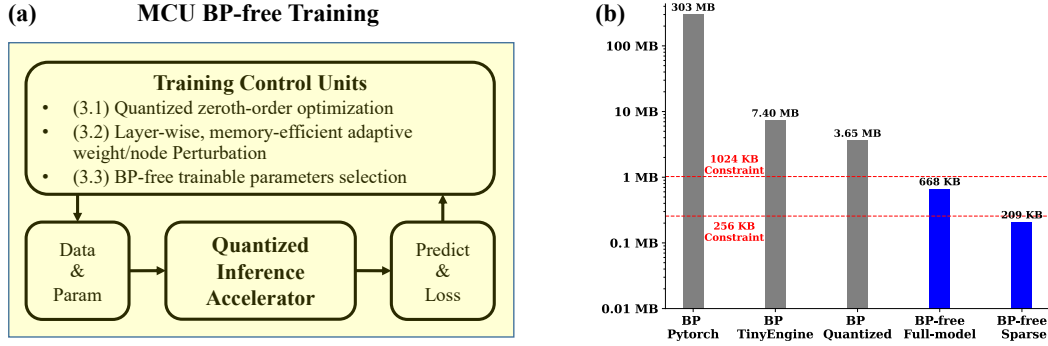 (a)
MCU BP-free Training
Training Control Units
• (3.1) Quantized zeroth-order optimization
• (3.2) Layer-wise, memory-efficient adaptive
weight/node Perturbation
• (3.3) BP-free trainable parameters selection
Data
&
Param
Quantized
Inference
Accelerator
Predict
&
Loss
(b)
100 MB
10 MB
1 MB
0.1 MB
0.01 MB
303 MB
7.40 MB
3.65 MB
668 KB
209 KB
1024 KB
Constraint
256 KB
Constraint
BP
Pytorch
BP
TinyEngine
BP
Quantized
BP-free
Full-model
BP-free
Sparse